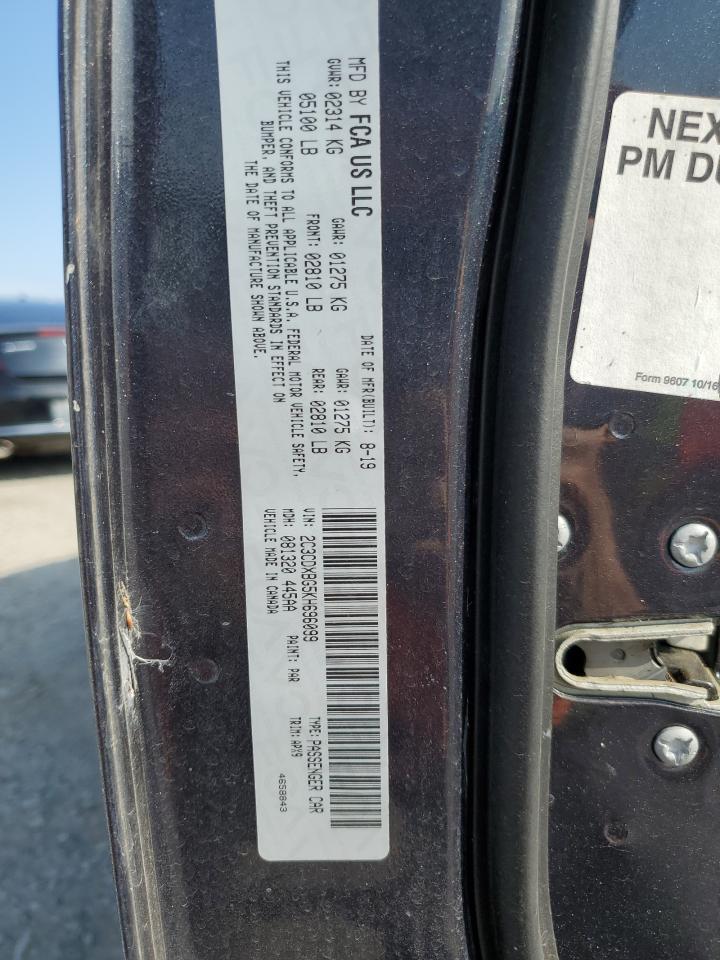 MFD BY FCA US LLC
DATE OF MFR(BUILT): 8-19
GVWR: 02314 KG
GAWR: 01275 KG
GAWR: 01275 KG
05100 LB
FRONT: 02810 LB
REAR: 02810 LB
THIS VEHICLE CONFORMS TO ALL APPLICABLE U.S.A. FEDERAL MOTOR VEHICLE SAFETY,
BUMPER, AND THEFT PREVENTION STANDARDS IN EFFECT ON
THE DATE OF MANUFACTURE SHOWN ABOVE.
VIN: 2C3CDXBG5KH696099
TYPE: PASSENGER CAR
MDH: 081320 445AA
PAINT: PAR
TRIM: APX9
VEHICLE MADE IN CANADA
4658843
NEX
PM DU
Form 9607 10/16